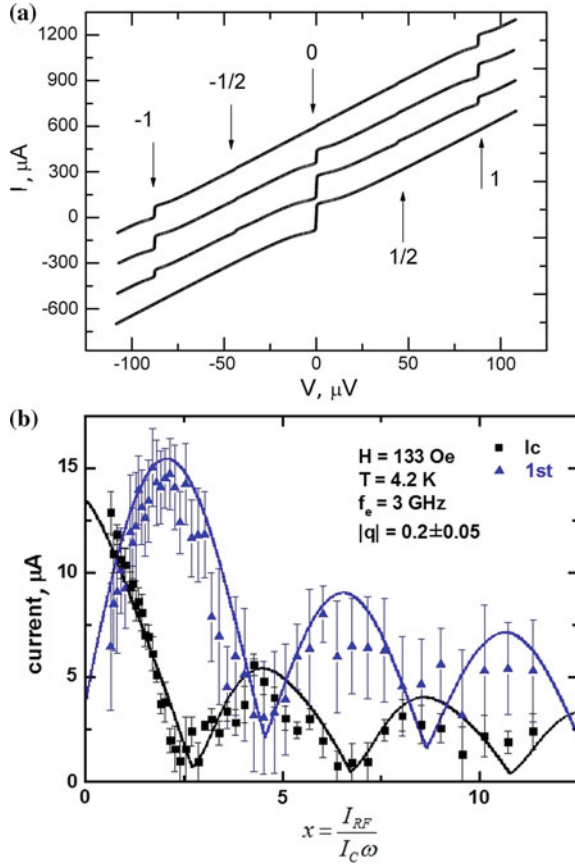 (a)
1200
900
600
300
0
-300
-600
I, μA
-1
-1/2
0
1/2
1
-100
-50
0
50
100
V, μV
(b)
15
10
5
0
current, μA
H = 133 Oe
T = 4.2 K
f_e = 3 GHz
|q| = 0.2±0.05
Ic
1st
0
5
10
x = I_RF / I_C ω